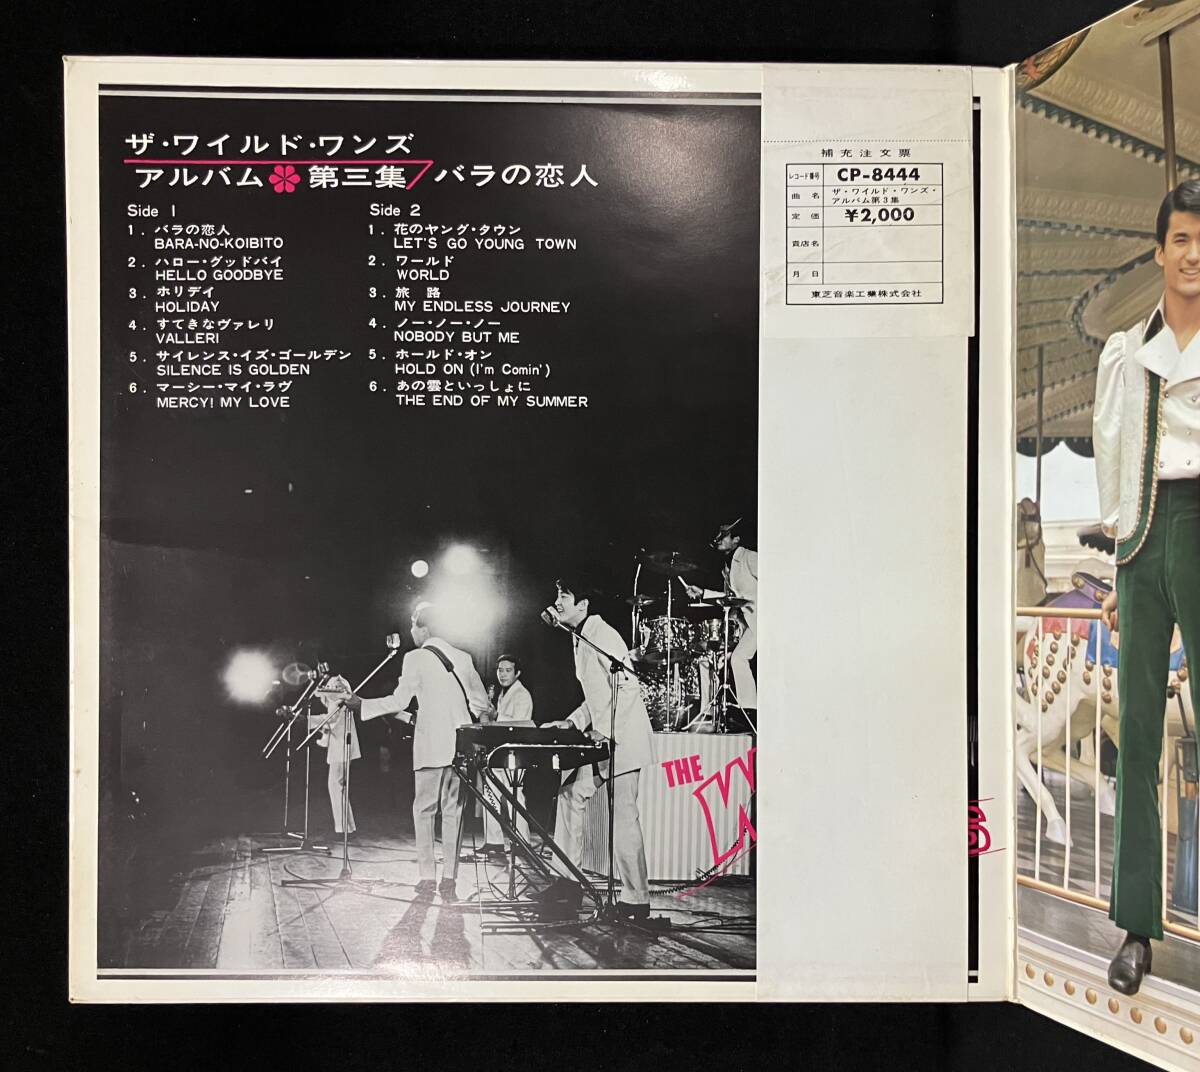 ザ・ワイルド・ワンズ
アルバム 第三集/バラの恋人
Side 1
1. バラの恋人
BARA-NO-KOIBITO
2. ハロー・グッドバイ
HELLO GOODBYE
3. ホリデイ
HOLIDAY
4. すてきなヴァレリ
VALLERI
5. サイレンス・イズ・ゴールデン
SILENCE IS GOLDEN
6. マーシー・マイ・ラヴ
MERCY! MY LOVE
Side 2
1. 花のヤング・タウン
LET'S GO YOUNG TOWN
2. ワールド
WORLD
3. 旅路
MY ENDLESS JOURNEY
4. ノー・ノー・ノー
NOBODY BUT ME
5. ホールド・オン
HOLD ON (I'm Comin')
6. あの雲といっしょに
THE END OF MY SUMMER
補充注文票
レコード番号 CP-8444
曲名 ザ・ワイルド・ワンズ・
アルバム第3集
定価 ¥2,000
貴店名
月日
東芝音楽工業株式会社
THE W